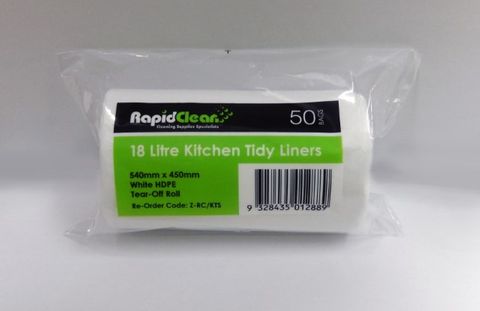 RapidClean
Cleaning Supplies Specialists
50 BAGS
18 Litre Kitchen Tidy Liners
540mm x 450mm
White HDPE
Tear-Off Roll
Re-Order Code: Z-RC/KTS
9 328435 012889